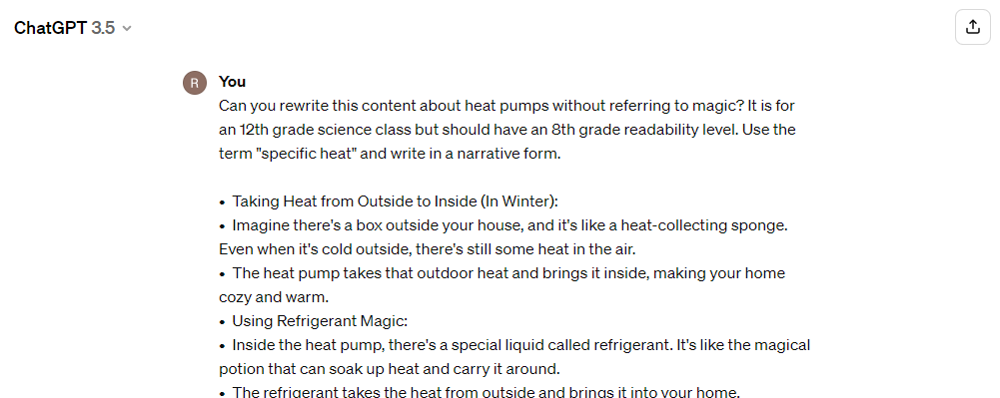 ChatGPT 3.5
R
You
Can you rewrite this content about heat pumps without referring to magic? It is for
an 12th grade science class but should have an 8th grade readability level. Use the
term "specific heat" and write in a narrative form.
• Taking Heat from Outside to Inside (In Winter):
• Imagine there's a box outside your house, and it's like a heat-collecting sponge.
Even when it's cold outside, there's still some heat in the air.
• The heat pump takes that outdoor heat and brings it inside, making your home
cozy and warm.
• Using Refrigerant Magic:
• Inside the heat pump, there's a special liquid called refrigerant. It's like the magical
potion that can soak up heat and carry it around.
• The refrigerant takes the heat from outside and brings it into your home.